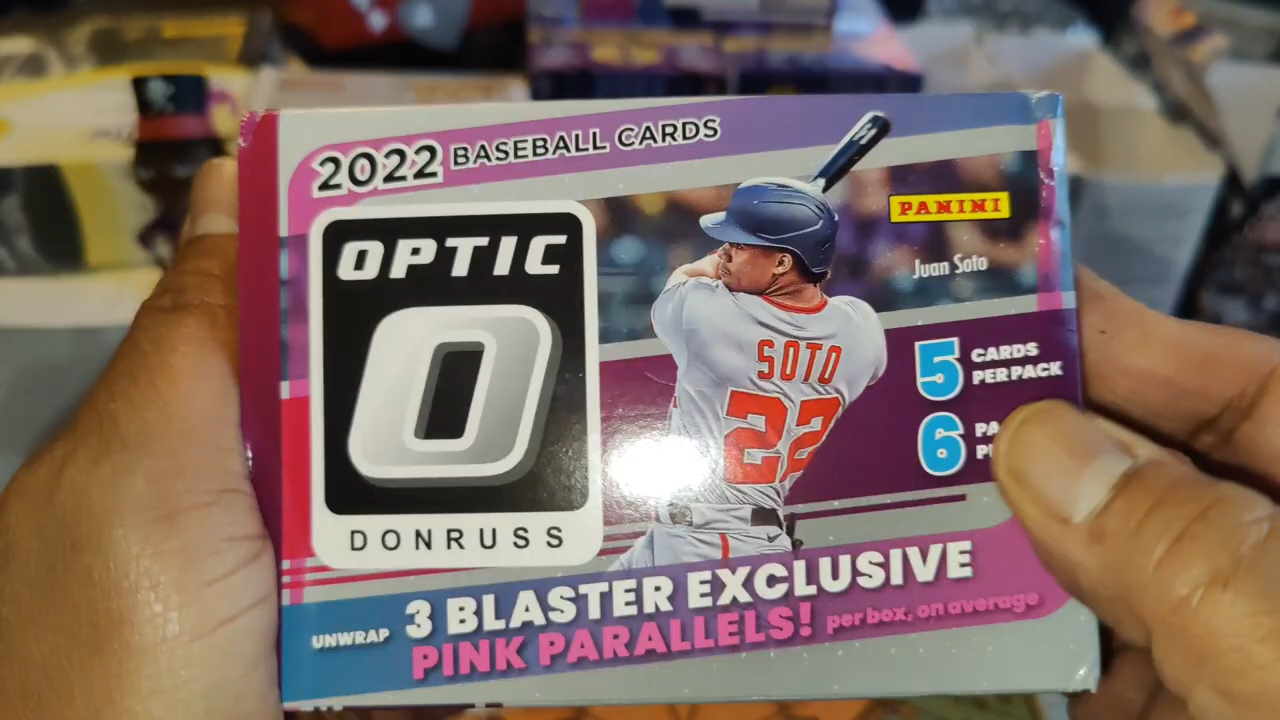 2022 BASEBALL CARDS
OPTIC
O
DONRUSS
PANINI
Juan Soto
SOTO
22
5 CARDS
PER PACK
6
UNWRAP 3 BLASTER EXCLUSIVE
PINK PARALLELS! per box, on average